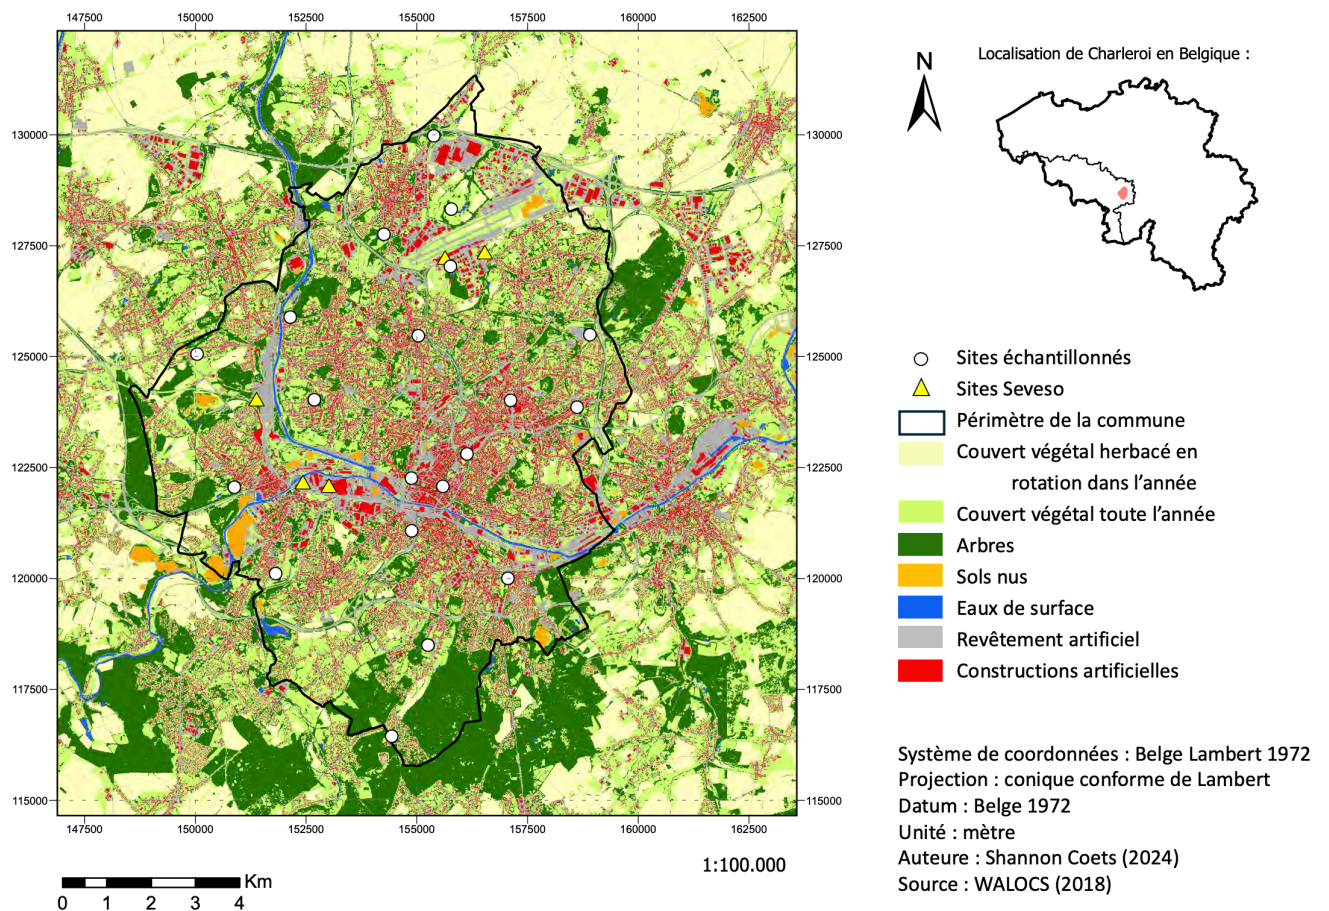 147500 150000 152500 155000 157500 160000 162500
Localisation de Charleroi en Belgique :
N
130000 130000
127500 127500
125000 125000
122500 122500
120000 120000
117500 117500
115000 115000
147500 150000 152500 155000 157500 160000 162500
Sites échantillonnés
Sites Seveso
Périmètre de la commune
Couvert végétal herbacé en
rotation dans l’année
Couvert végétal toute l’année
Arbres
Sols nus
Eaux de surface
Revêtement artificiel
Constructions artificielles
Système de coordonnées : Belge Lambert 1972
Projection : conique conforme de Lambert
Datum : Belge 1972
Unité : mètre
Auteure : Shannon Coets (2024)
Source : WALOCS (2018)
1:100.000
Km
0 1 2 3 4